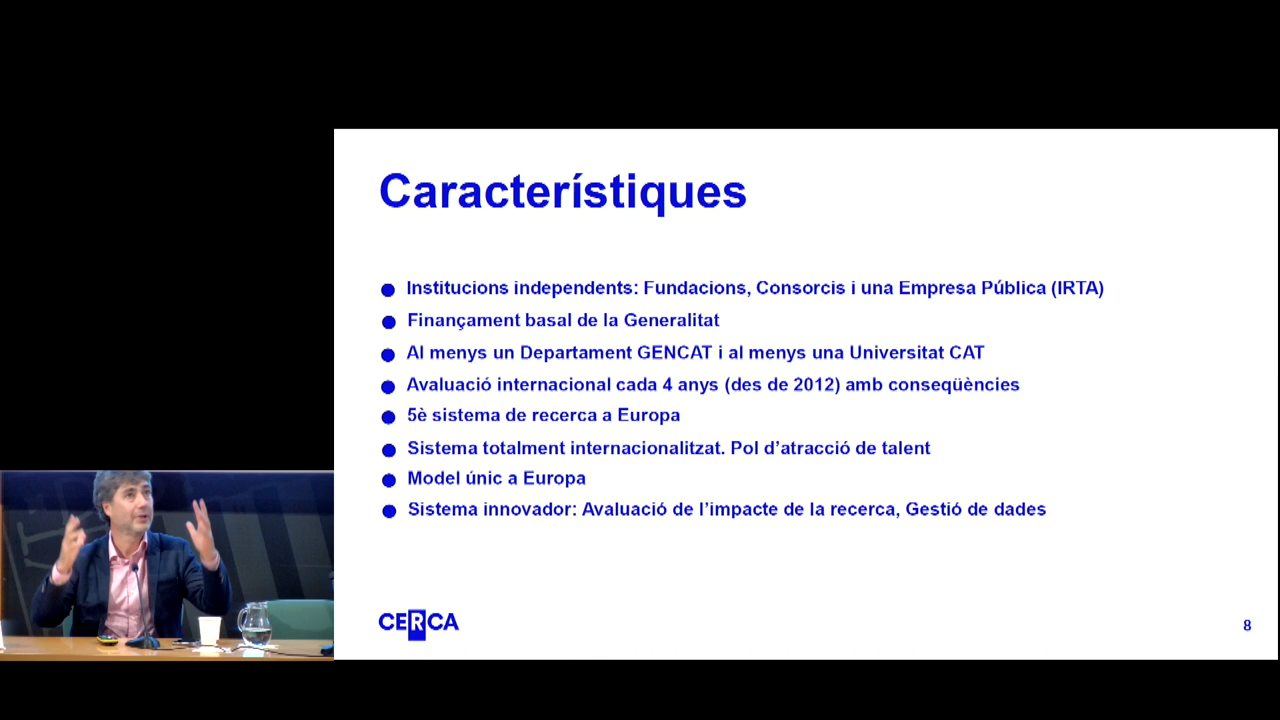 Característiques
Institucions independents: Fundacions, Consorcis i una Empresa Pública (IRTA)
Finançament basal de la Generalitat
Al menys un Departament GENCAT i al menys una Universitat CAT
Avaluació internacional cada 4 anys (des de 2012) amb conseqüències
5è sistema de recerca a Europa
Sistema totalment internacionalitzat. Pol d’atracció de talent
Model únic a Europa
Sistema innovador: Avaluació de l’impacte de la recerca, Gestió de dades
CERCA
8